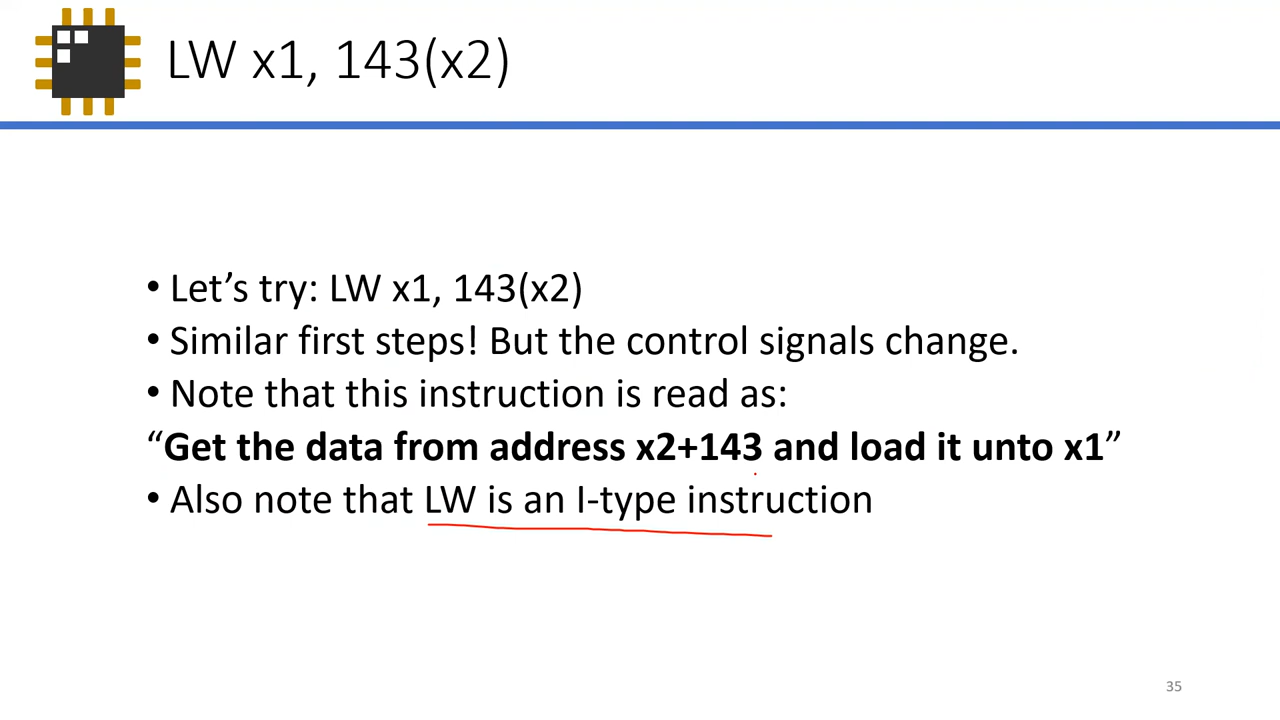 LW x1, 143(x2)
• Let’s try: LW x1, 143(x2)
• Similar first steps! But the control signals change.
• Note that this instruction is read as:
“Get the data from address x2+143 and load it unto x1”
• Also note that LW is an I-type instruction
35